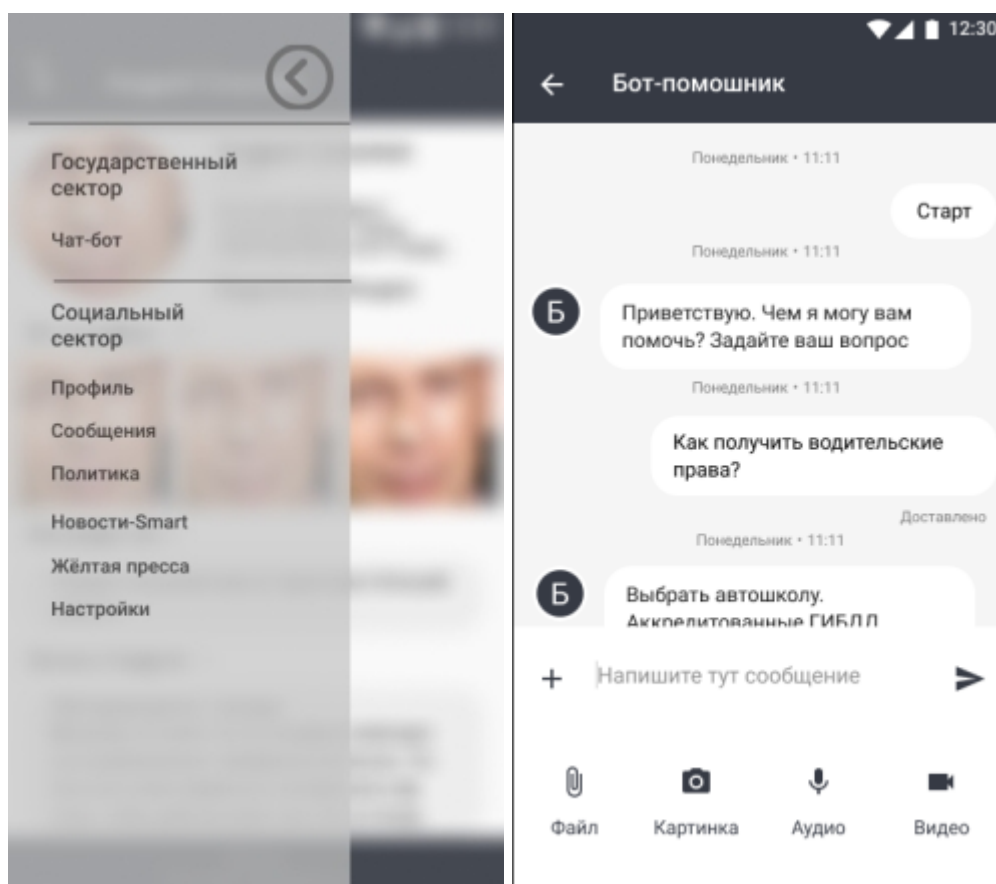 Государственный
сектор
Чат-бот
Социальный
сектор
Профиль
Сообщения
Политика
Новости-Smart
Жёлтая пресса
Настройки
12:30
Бот-помошник
Понедельник • 11:11
Старт
Понедельник • 11:11
Б
Приветствую. Чем я могу вам
помочь? Задайте ваш вопрос
Понедельник • 11:11
Как получить водительские
права?
Доставлено
Понедельник • 11:11
Б
Выбрать автошколу.
Аккредитованные ГИБДД
Напишите тут сообщение
Файл
Картинка
Аудио
Видео